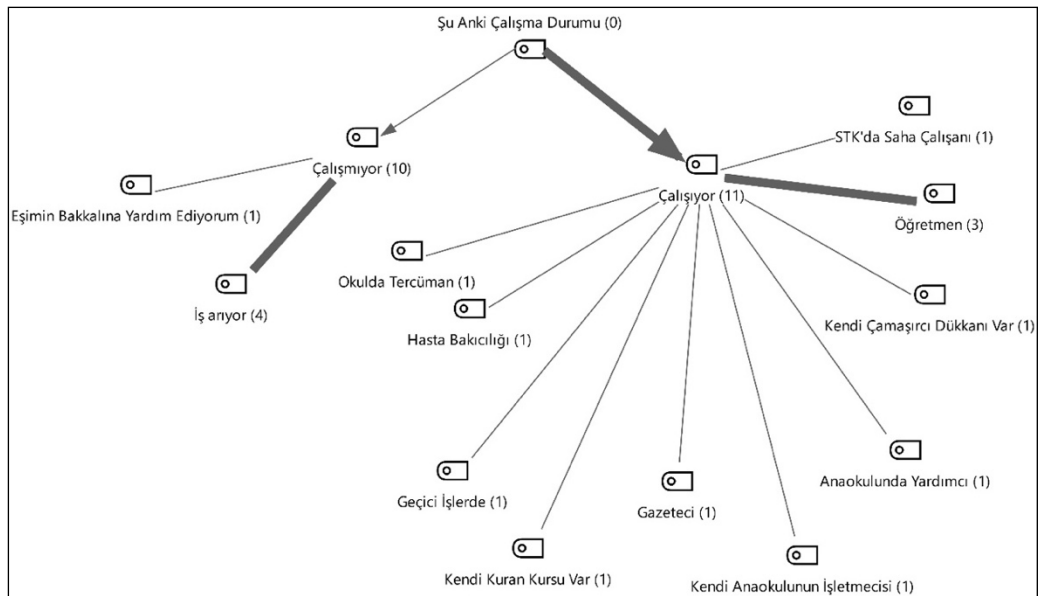 Şu Anki Çalışma Durumu (0)
STK'da Saha Çalışanı (1)
Çalışmıyor (10)
Çalışıyor (11)
Eşimin Bakkalına Yardım Ediyorum (1)
Öğretmen (3)
Okulda Tercüman (1)
İş arıyor (4)
Kendi Çamaşırcı Dükkanı Var (1)
Hasta Bakıcılığı (1)
Anaokulunda Yardımcı (1)
Geçici İşlerde (1)
Gazeteci (1)
Kendi Kuran Kursu Var (1)
Kendi Anaokulunun İşletmecisi (1)